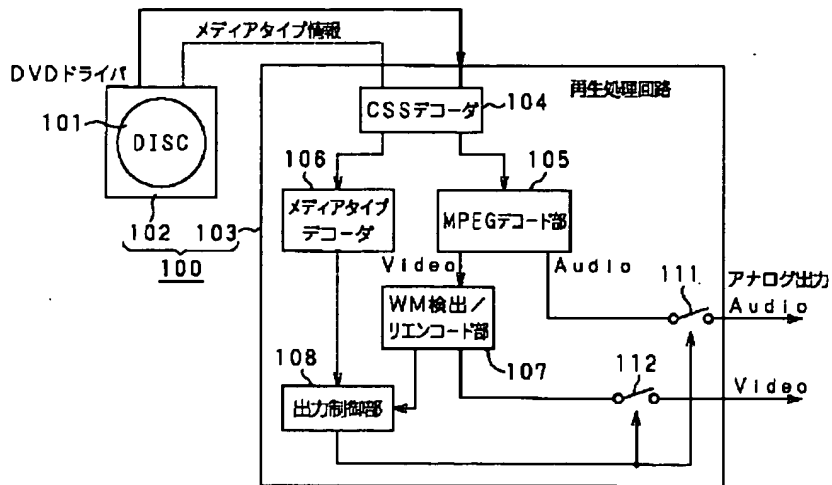 メディアタイプ情報
DVDドライバ
再生処理回路
CSSデコーダ
104
101
DISC
106
105
メディアタイプ
デコーダ
MPEGデコード部
102
103
100
Video
Audio
111
アナログ出力
Audio
WM検出/
リエンコード部
107
112
Video
108
出力制御部